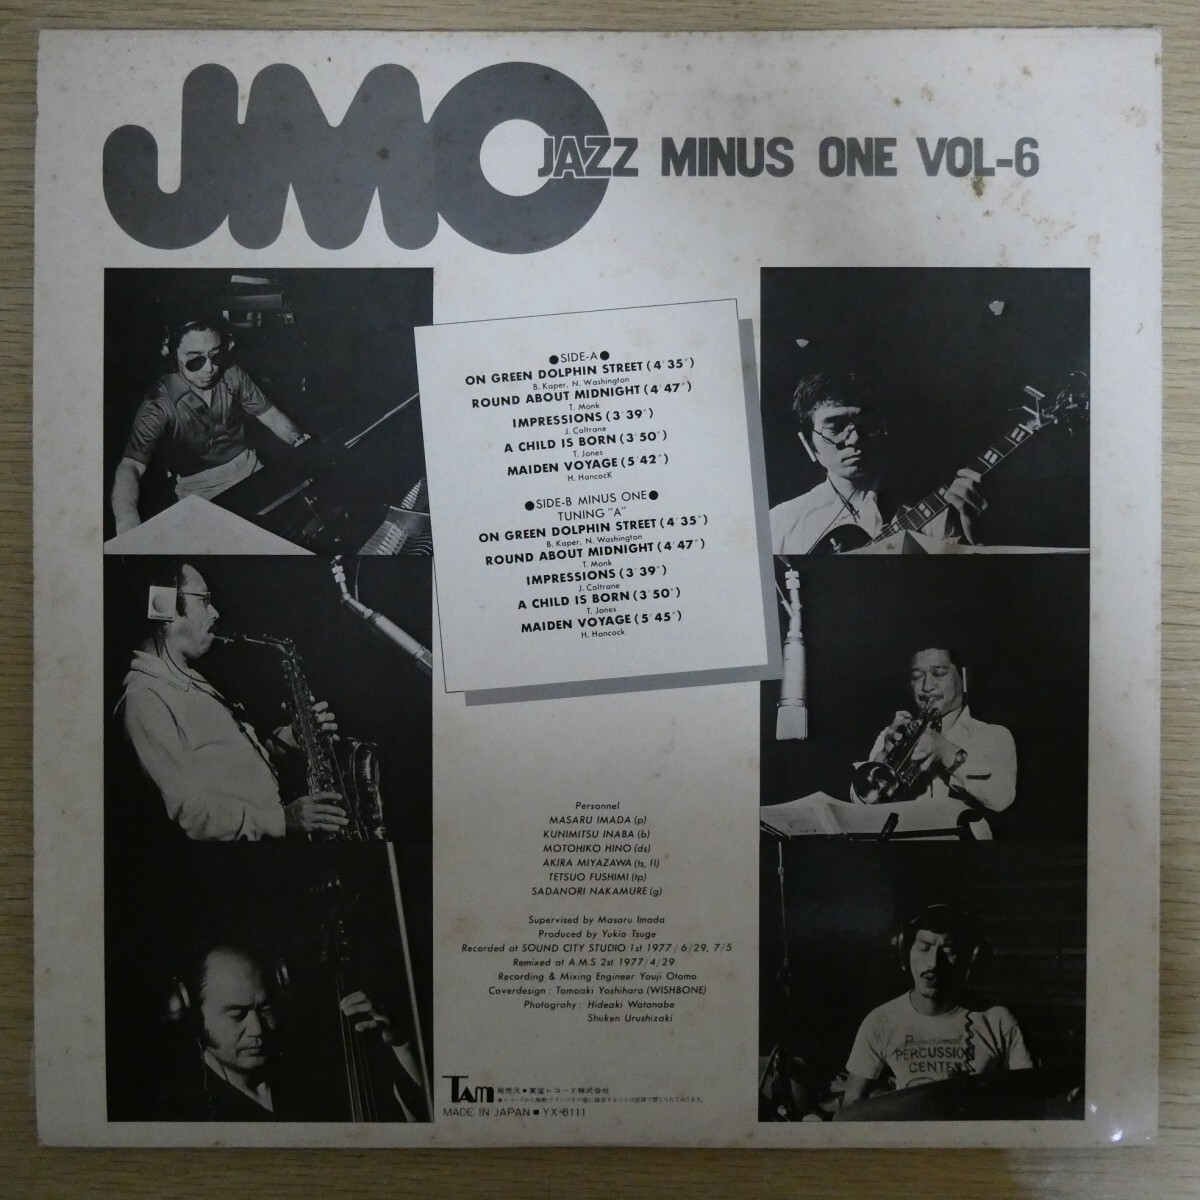 JMO
JAZZ MINUS ONE VOL-6
●SIDE-A●
ON GREEN DOLPHIN STREET (4'35")
B. Kaper, N. Washington
ROUND ABOUT MIDNIGHT (4'47")
T. Monk
IMPRESSIONS (3'39")
J. Coltrane
A CHILD IS BORN (3'50")
T. Jones
MAIDEN VOYAGE (5'42")
H. HancocK
●SIDE-B MINUS ONE●
TUNING "A"
ON GREEN DOLPHIN STREET (4'35")
B. Kaper, N. Washington
ROUND ABOUT MIDNIGHT (4'47")
T. Monk
IMPRESSIONS (3'39")
J. Coltrane
A CHILD IS BORN (3'50")
T. Jones
MAIDEN VOYAGE (5'45")
H. Hancock
Personnel
MASARU IMADA (p)
KUNIMITSU INABA (b)
MOTOHIKO HINO (ds)
AKIRA MIYAZAWA (ts, fl)
TETSUO FUSHIMI (tp)
SADANORI NAKAMURE (g)
Supervised by Masaru Imada
Produced by Yukio Tsuge
Recorded at SOUND CITY STUDIO 1st 1977/6/29, 7/5
Remixed at A.M.S 2st 1977/4/29
Recording & Mixing Engineer Youji Otomo
Coverdesign : Tomoaki Yoshihara (WISHBONE)
Photograhy : Hideaki Watanabe
Shuken Urushizaki
Professional
PERCUSSION
CENTER
TAM 発売元●東宝レコード株式会社
MADE IN JAPAN ■ YX-6111